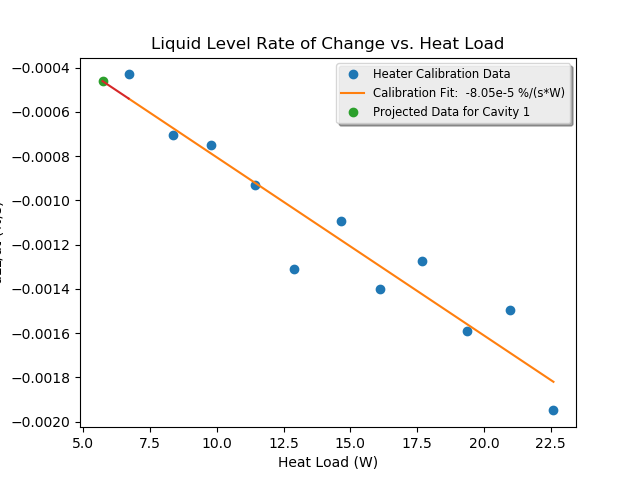 Liquid Level Rate of Change vs. Heat Load
Heater Calibration Data
Calibration Fit:  -8.05e-5 %/(s*W)
Projected Data for Cavity 1
−0.0004
−0.0006
−0.0008
−0.0010
−0.0012
−0.0014
−0.0016
−0.0018
−0.0020
5.0 7.5 10.0 12.5 15.0 17.5 20.0 22.5
Heat Load (W)